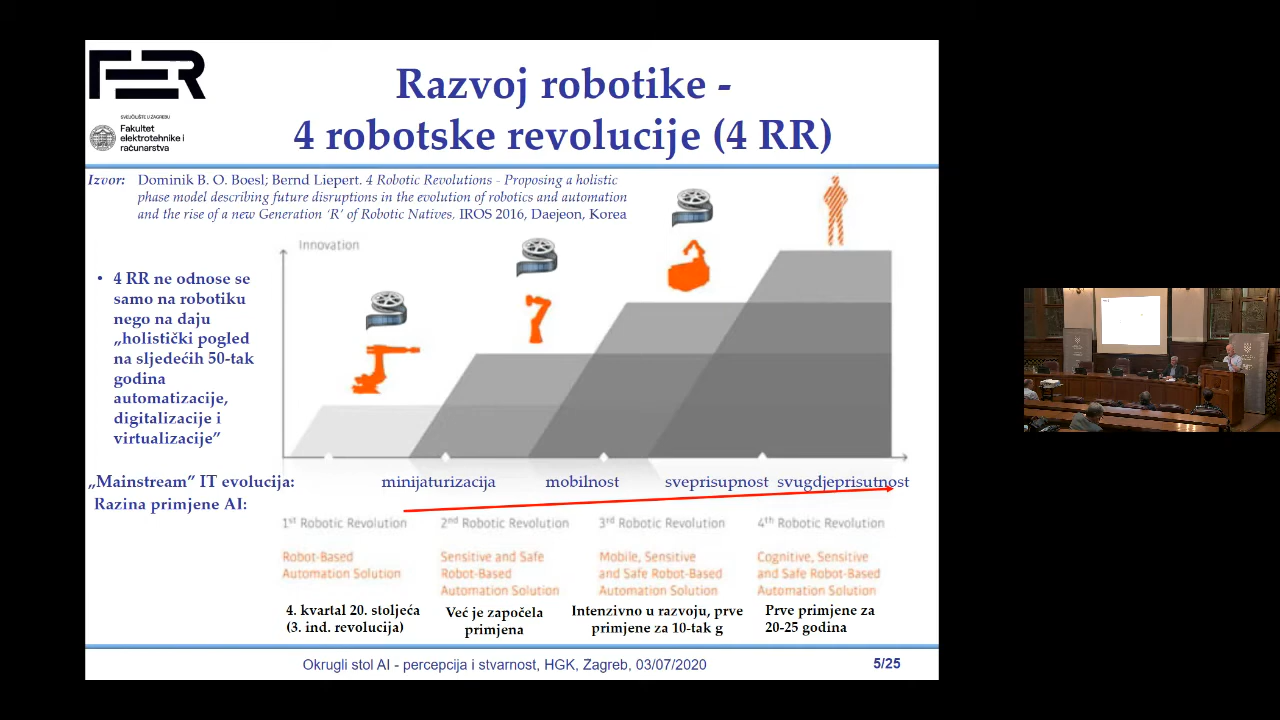 FER
SVEUČILIŠTE U ZAGREBU
Fakultet
elektrotehnike i
računarstva
Razvoj robotike -
4 robotske revolucije (4 RR)
Izvor: Dominik B. O. Boesl; Bernd Liepert. 4 Robotic Revolutions - Proposing a holistic
phase model describing future disruptions in the evolution of robotics and automation
and the rise of a new Generation ‘R’ of Robotic Natives, IROS 2016, Daejeon, Korea
Innovation
• 4 RR ne odnose se
samo na robotiku
nego na daju
„holistički pogled
na sljedećih 50-tak
godina
automatizacije,
digitalizacije i
virtualizacije”
„Mainstream” IT evolucija: minijaturizacija mobilnost sveprisupnost svugdjeprisutnost
Razina primjene AI:
1st Robotic Revolution
Robot-Based
Automation Solution
4. kvartal 20. stoljeća
(3. ind. revolucija)
2nd Robotic Revolution
Sensitive and Safe
Robot-Based
Automation Solution
Već je započela
primjena
3rd Robotic Revolution
Mobile, Sensitive
and Safe Robot-Based
Automation Solution
Intenzivno u razvoju, prve
primjene za 10-tak g
4th Robotic Revolution
Cognitive, Sensitive
and Safe Robot-Based
Automation Solution
Prve primjene za
20-25 godina
Okrugli stol AI - percepcija i stvarnost, HGK, Zagreb, 03/07/2020
5/25